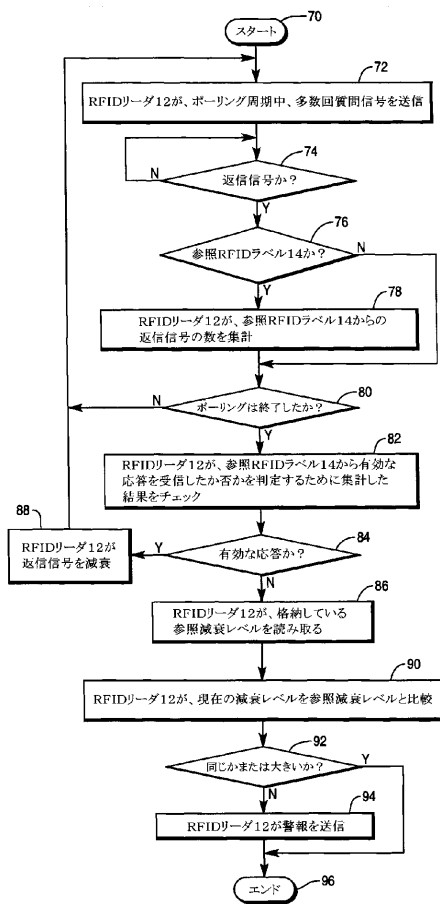 70
スタート
72
RFIDリーダ12が、ポーリング周期中、多数回質問信号を送信
74
N
返信信号か?
Y
76
参照RFIDラベル14か?
N
Y
78
RFIDリーダ12が、参照RFIDラベル14からの
返信信号の数を集計
N
80
ポーリングは終了したか?
Y
82
RFIDリーダ12が、参照RFIDラベル14から有効な
応答を受信したか否かを判定するために集計した
結果をチェック
88
RFIDリーダ12が
返信信号を減衰
Y
84
有効な応答か?
N
86
RFIDリーダ12が、格納している
参照減衰レベルを読み取る
90
RFIDリーダ12が、現在の減衰レベルを参照減衰レベルと比較
92
同じかまたは大きいか?
Y
N
94
RFIDリーダ12が警報を送信
エンド
96